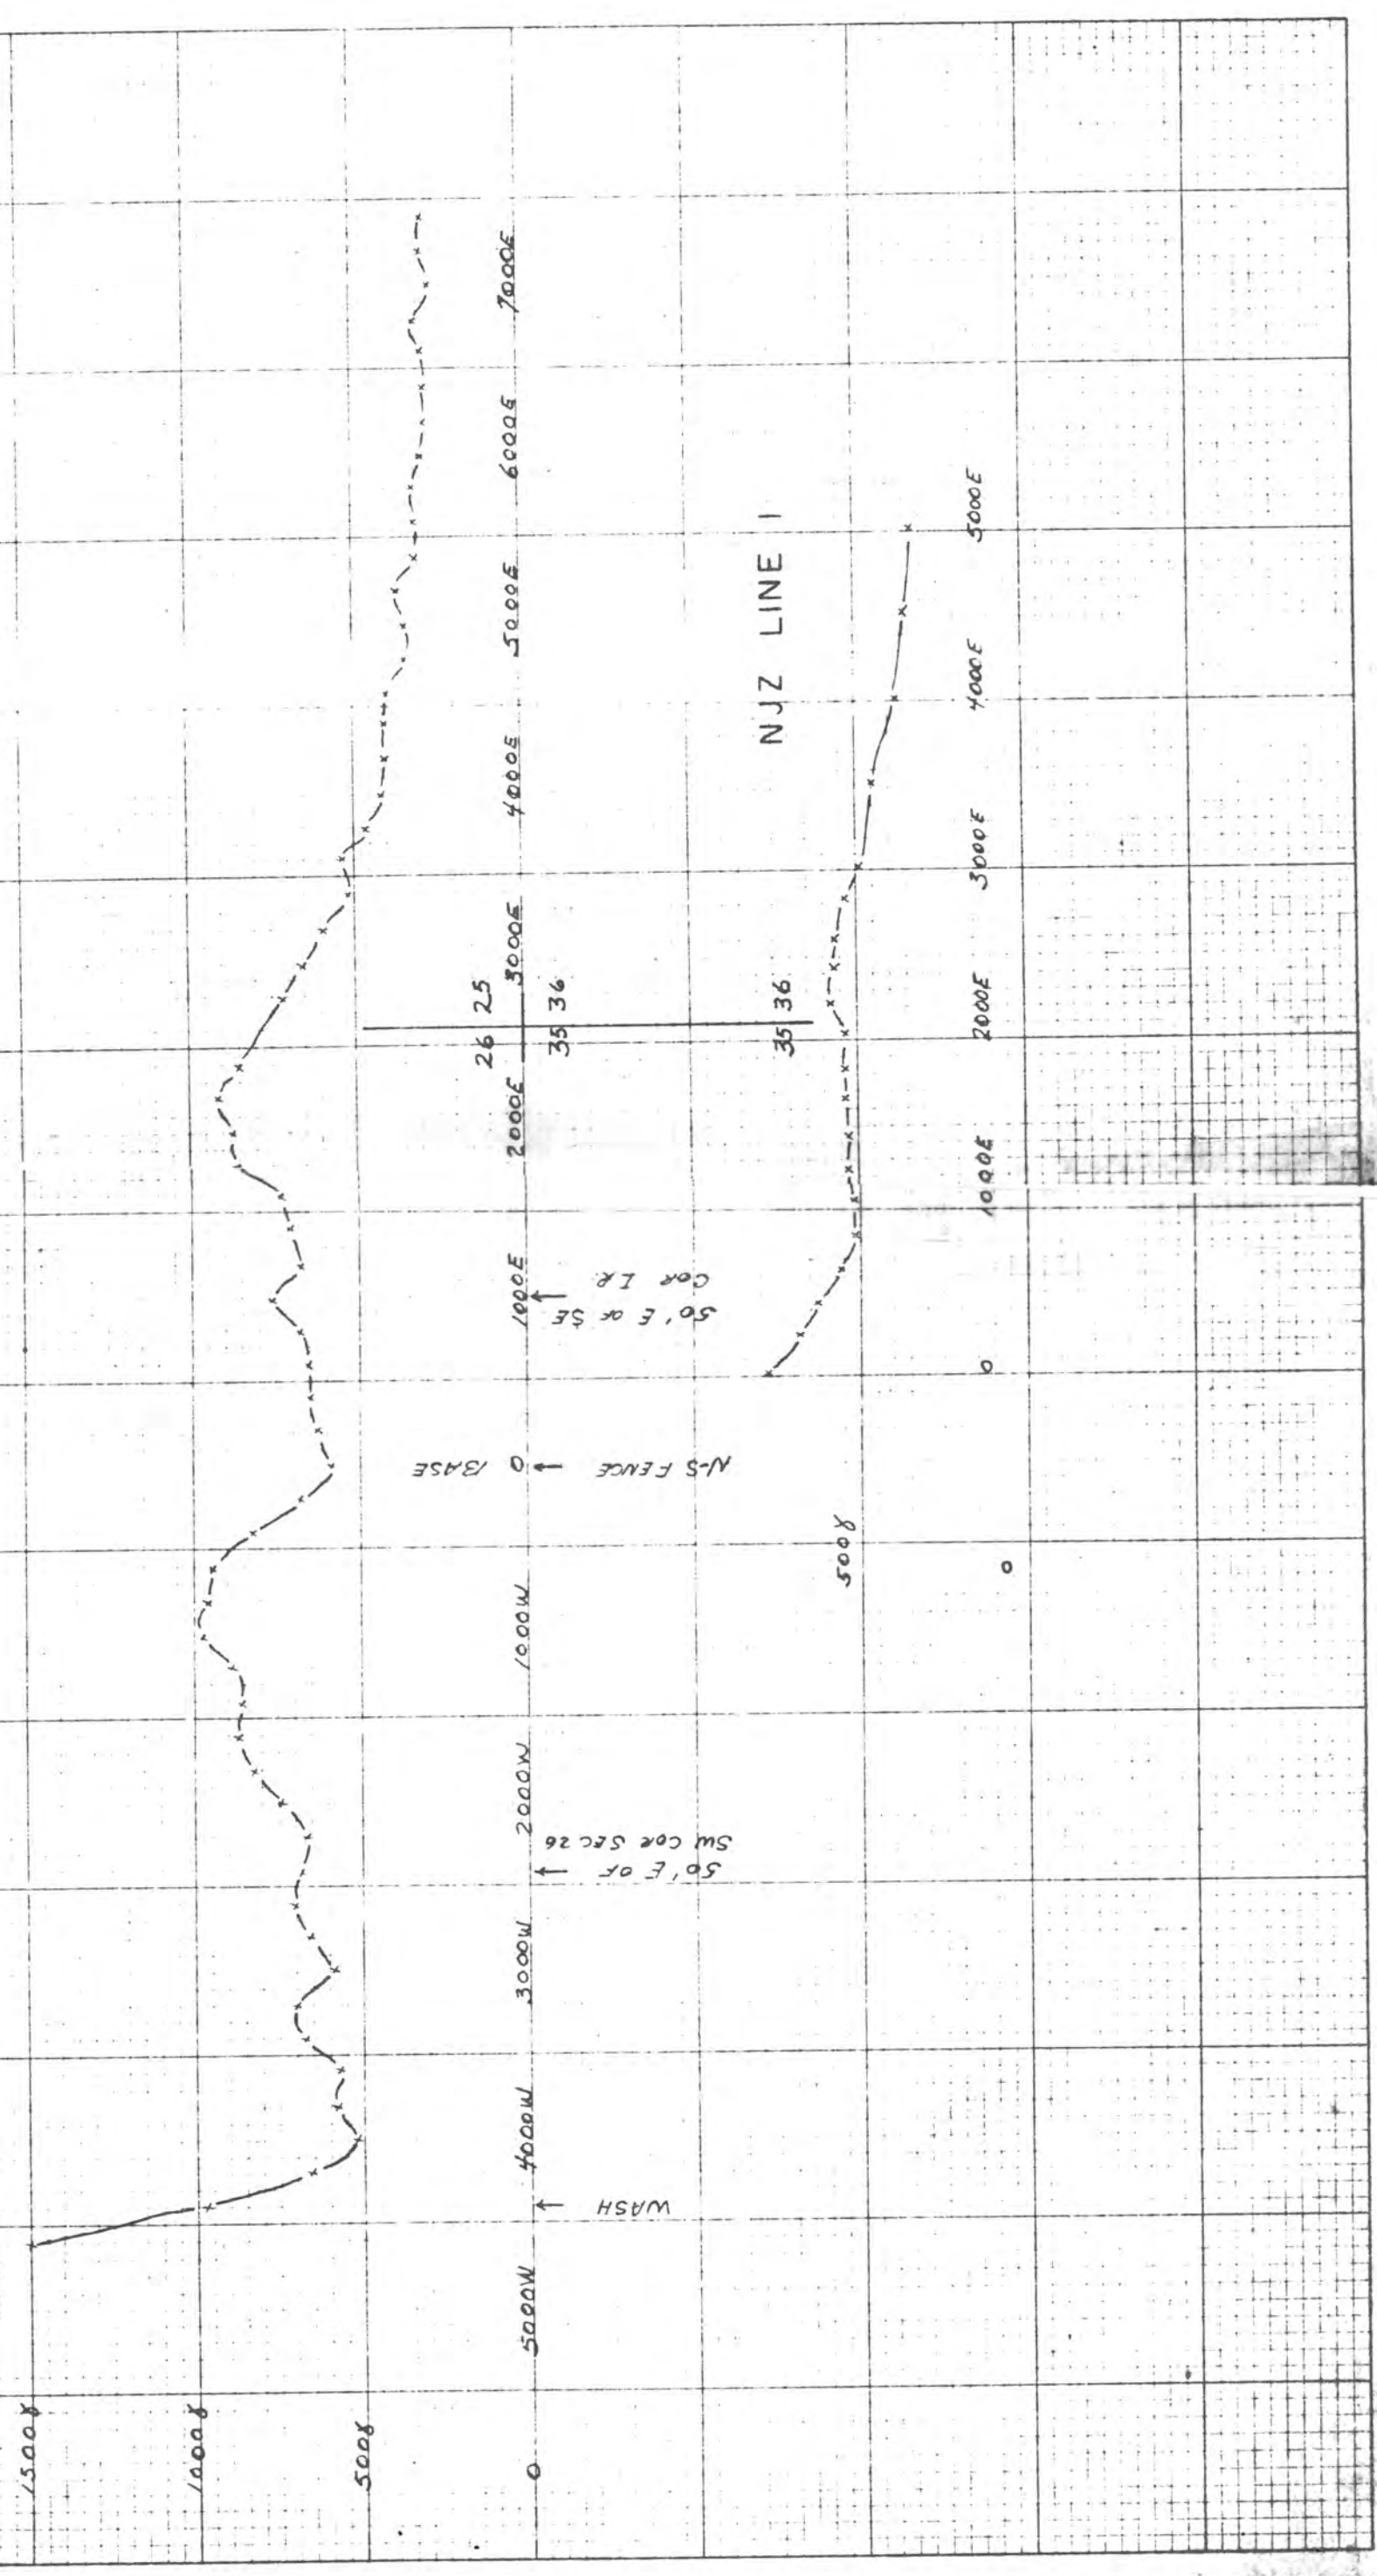 1500γ
1000γ
500γ
0
5000W
4000W
3000W
2000W
1000W
0 BASE
1000E
2000E
3000E
4000E
5000E
6000E
7000E
WASH
50' E OF
SW COR SEC 26
N-S FENCE
50' E OF SE
COR I.R.
26 25
35 36
35 36
NJZ LINE 1
500γ
0
0
1000E
2000E
3000E
4000E
5000E